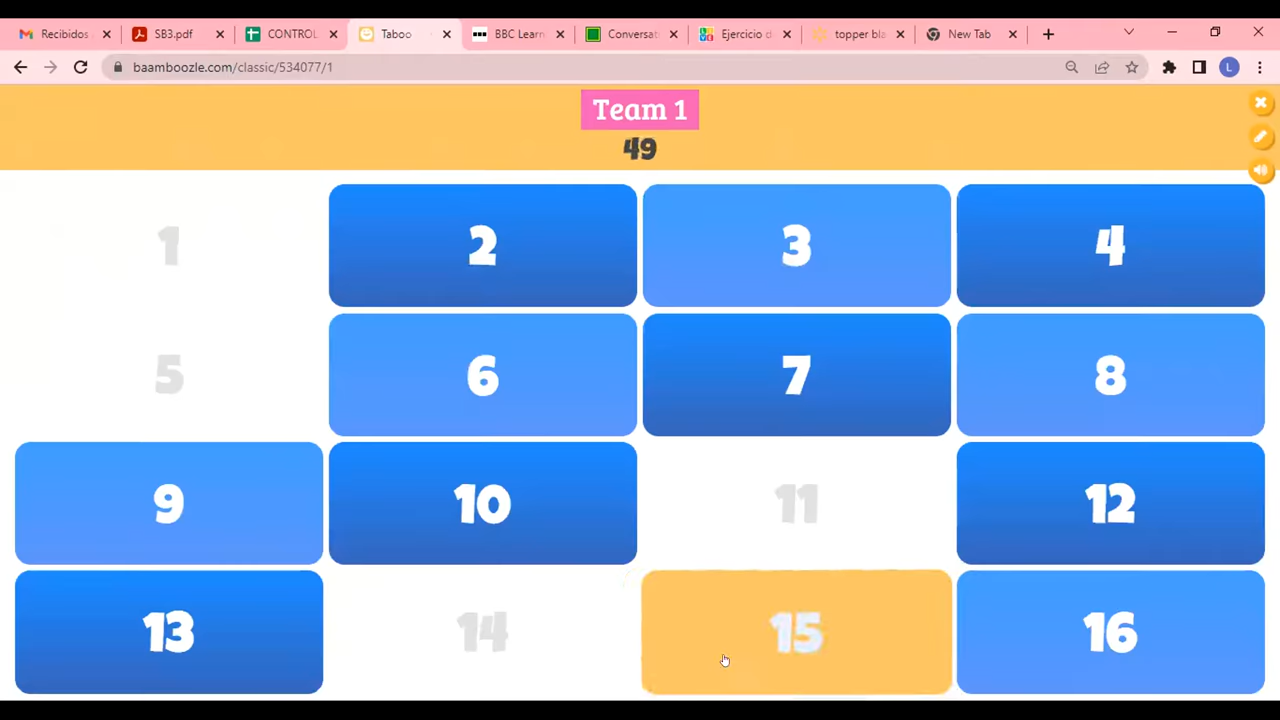 Recibidos
SB3.pdf
CONTROL
Taboo
BBC Learn
Conversati
Ejercicio d
topper bla
New Tab
baamboozle.com/classic/534077/1
L
Team 1
49
1
2
3
4
5
6
7
8
9
10
11
12
13
14
15
16